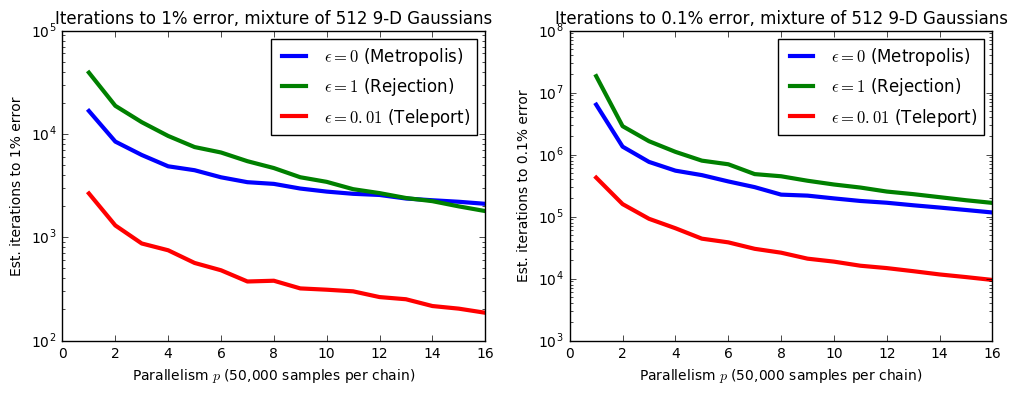 Iterations to 1% error, mixture of 512 9-D Gaussians
10^5
10^4
10^3
10^2
Est. iterations to 1% error
ϵ = 0 (Metropolis)
ϵ = 1 (Rejection)
ϵ = 0.01 (Teleport)
0 2 4 6 8 10 12 14 16
Parallelism p (50,000 samples per chain)
Iterations to 0.1% error, mixture of 512 9-D Gaussians
10^8
10^7
10^6
10^5
10^4
10^3
Est. iterations to 0.1% error
ϵ = 0 (Metropolis)
ϵ = 1 (Rejection)
ϵ = 0.01 (Teleport)
0 2 4 6 8 10 12 14 16
Parallelism p (50,000 samples per chain)